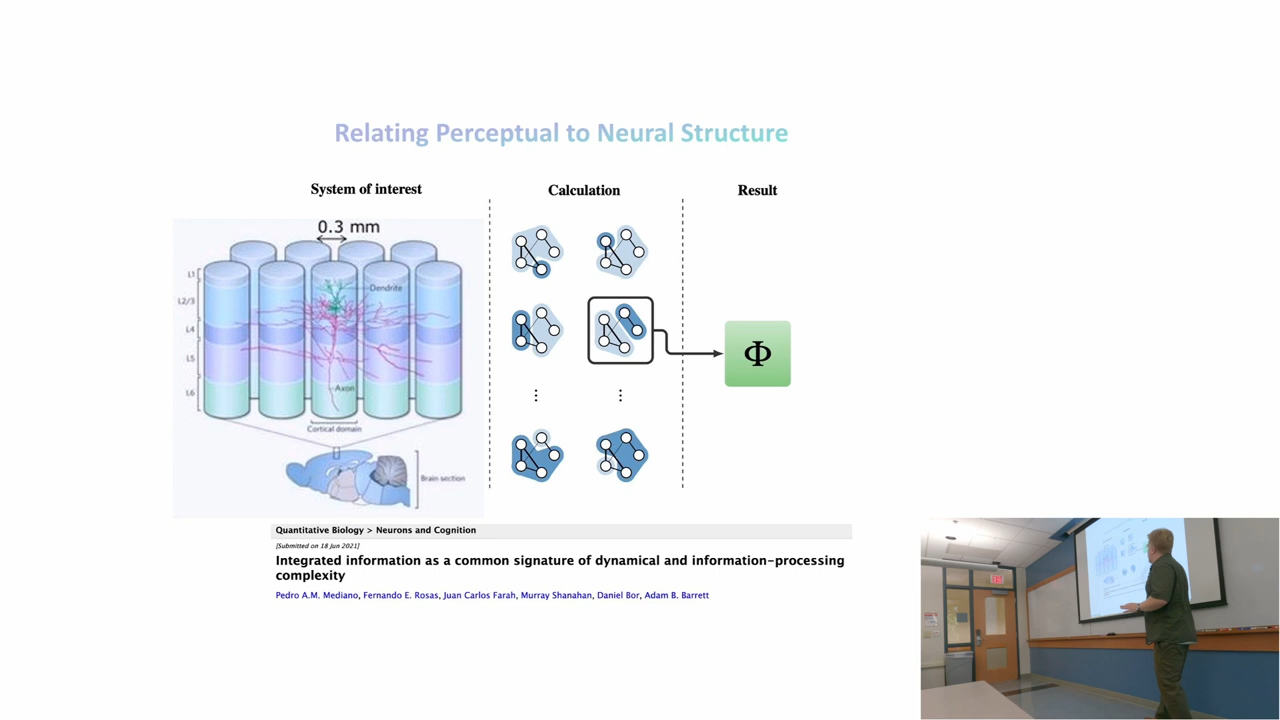 Relating Perceptual to Neural Structure
System of interest
Calculation
Result
0.3 mm
L1
L2/3
L4
L5
L6
Dendrite
Axon
Cortical domain
Brain section
⋮
⋮
Φ
Quantitative Biology > Neurons and Cognition
[Submitted on 18 Jun 2021]
Integrated information as a common signature of dynamical and information-processing
complexity
Pedro A.M. Mediano, Fernando E. Rosas, Juan Carlos Farah, Murray Shanahan, Daniel Bor, Adam B. Barrett
EXIT